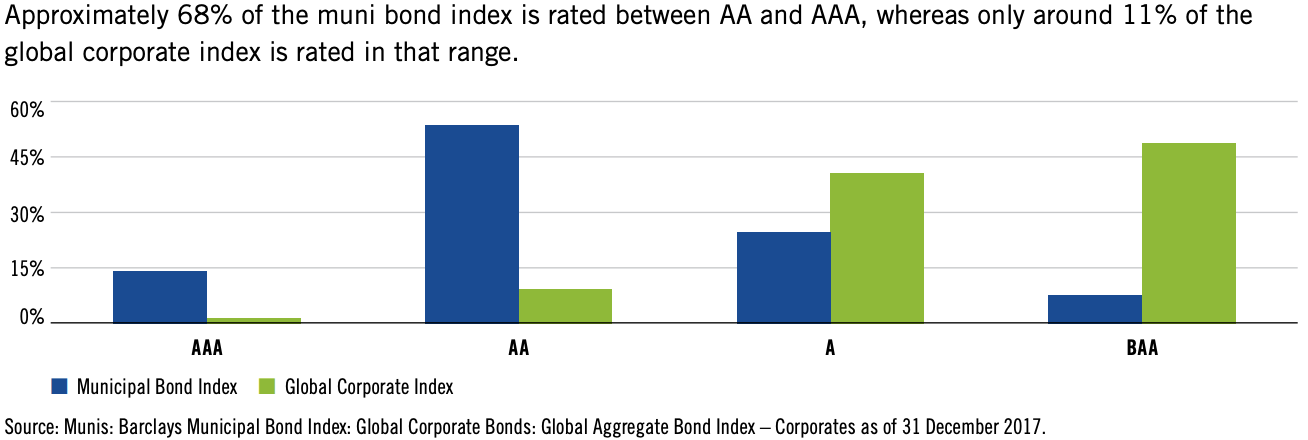 Approximately 68% of the muni bond index is rated between AA and AAA, whereas only around 11% of the
global corporate index is rated in that range.
60%
45%
30%
15%
0%
AAA AA A BAA
Municipal Bond Index Global Corporate Index
Source: Munis: Barclays Municipal Bond Index: Global Corporate Bonds: Global Aggregate Bond Index – Corporates as of 31 December 2017.